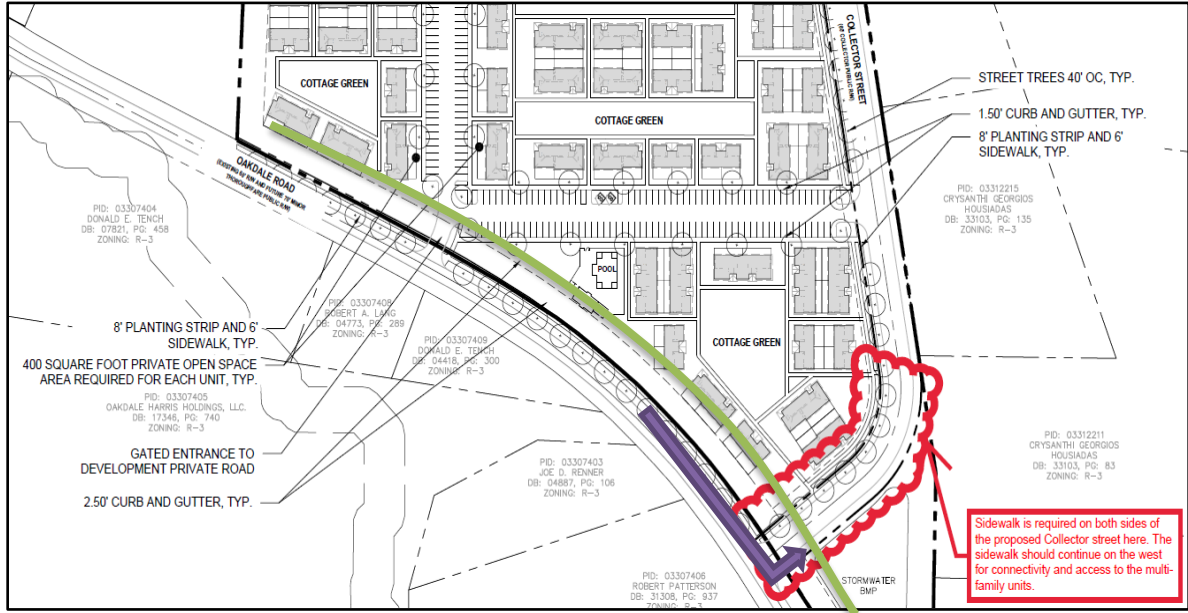 COLLECTOR STREET
(60' COLLECTOR PUBLIC R/W)
STREET TREES 40' OC, TYP.
1.50' CURB AND GUTTER, TYP.
8' PLANTING STRIP AND 6'
SIDEWALK, TYP.
COTTAGE GREEN
COTTAGE GREEN
OAKDALE ROAD
THOROUGHFARE PUBLIC R/W)
PID: 03307404
DONALD E. TENCH
DB: 07821, PG: 458
ZONING: R-3
PID: 03312215
CRYSANTHI GEORGIOS
HOUSIADAS
DB: 33103, PG: 135
ZONING: R-3
POOL
PID: 03307408
ROBERT A. LANG
DB: 04773, PG: 289
ZONING: R-3
8' PLANTING STRIP AND 6'
SIDEWALK, TYP.
PID: 03307409
DONALD E. TENCH
DB: 04418, PG: 300
ZONING: R-3
COTTAGE GREEN
400 SQUARE FOOT PRIVATE OPEN SPACE
AREA REQUIRED FOR EACH UNIT, TYP.
PID: 03307405
OAKDALE HARRIS HOLDINGS, LLC.
DB: 17346, PG: 740
ZONING: R-3
GATED ENTRANCE TO
DEVELOPMENT PRIVATE ROAD
2.50' CURB AND GUTTER, TYP.
PID: 03307403
JOE D. RENNER
DB: 04887, PG: 106
ZONING: R-3
PID: 03312211
CRYSANTHI GEORGIOS
HOUSIADAS
DB: 33103, PG: 83
ZONING: R-3
Sidewalk is required on both sides of
the proposed Collector street here. The
sidewalk should continue on the west
for connectivity and access to the multi-
family units.
STORMWATER
BMP
PID: 03307406
ROBERT PATTERSON
DB: 31308, PG: 937
ZONING: R-3